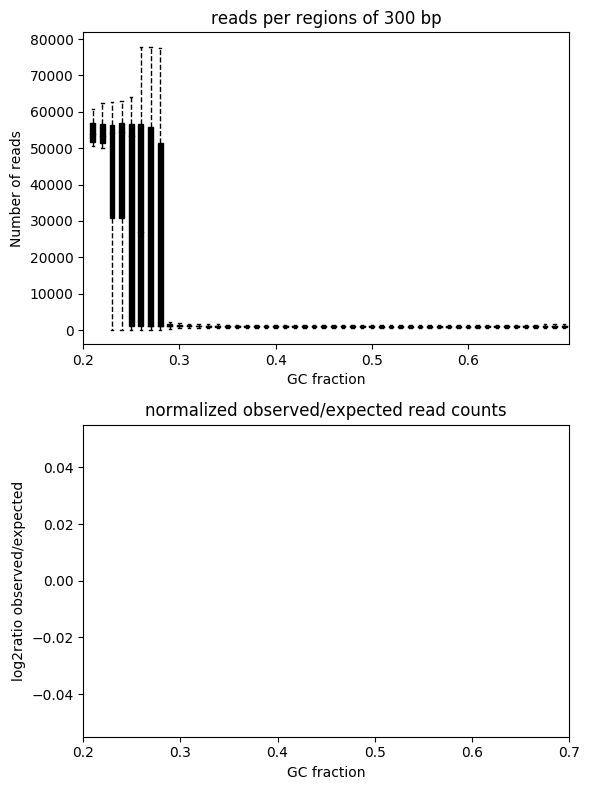 reads per regions of 300 bp
80000
70000
60000
50000
40000
30000
20000
10000
0
Number of reads
0.2 0.3 0.4 0.5 0.6
GC fraction
normalized observed/expected read counts
0.04
0.02
0.00
−0.02
−0.04
log2ratio observed/expected
0.2 0.3 0.4 0.5 0.6 0.7
GC fraction